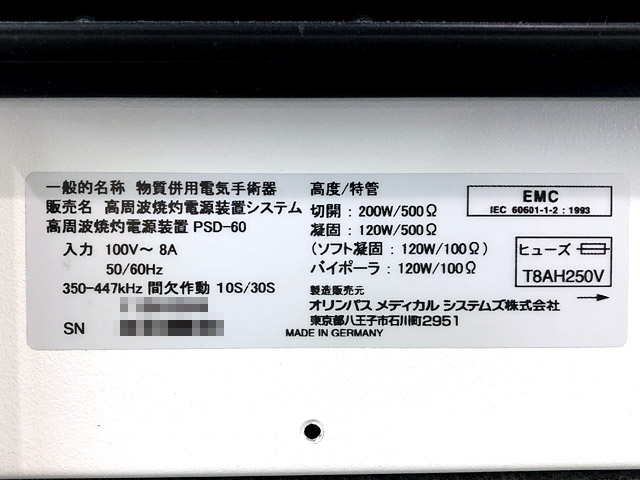 一般的名称 物質併用電気手術器
販売名 高周波焼灼電源装置システム
高周波焼灼電源装置 PSD-60
入力 100V～ 8A
50/60Hz
350-447kHz 間欠作動 10S/30S
SN
高度/特管
切開 : 200W/500Ω
凝固 : 120W/500Ω
(ソフト凝固 : 120W/100Ω)
バイポーラ : 120W/100Ω
製造販売元
オリンパス メディカル システムズ株式会社
東京都八王子市石川町2951
MADE IN GERMANY
EMC
IEC 60601-1-2 : 1993
ヒューズ
T8AH250V